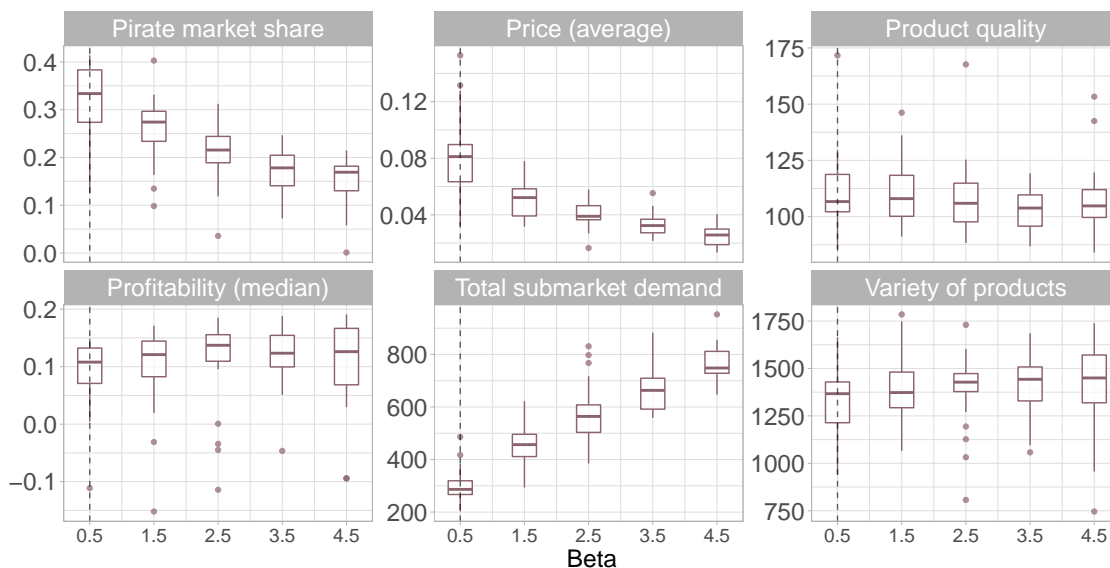 Pirate market share
Price (average)
Product quality
0.4
0.3
0.2
0.1
0.0
0.12
0.08
0.04
175
150
125
100
Profitability (median)
Total submarket demand
Variety of products
0.2
0.1
0.0
−0.1
800
600
400
200
1750
1500
1250
1000
750
0.5 1.5 2.5 3.5 4.5
0.5 1.5 2.5 3.5 4.5
0.5 1.5 2.5 3.5 4.5
Beta